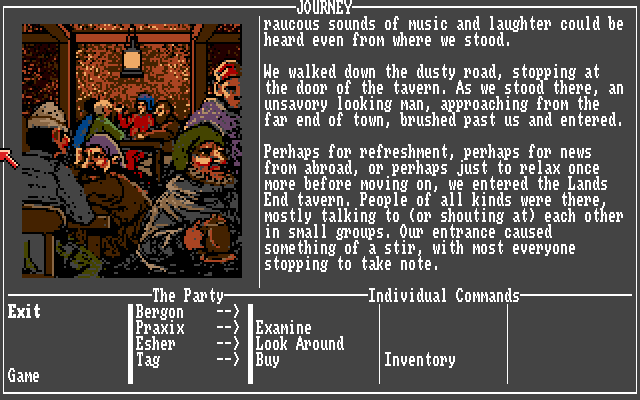 JOURNEY
raucous sounds of music and laughter could be
heard even from where we stood.
We walked down the dusty road, stopping at
the door of the tavern. As we stood there, an
unsavory looking man, approaching from the
far end of town, brushed past us and entered.
Perhaps for refreshment, perhaps for news
from abroad, or perhaps just to relax once
more before moving on, we entered the Lands
End tavern. People of all kinds were there,
mostly talking to (or shouting at) each other
in small groups. Our entrance caused
something of a stir, with most everyone
stopping to take note.
The Party Individual Commands
Exit Bergon -->
Praxix --> Examine
Esher --> Look Around
Tag --> Buy Inventory
Game